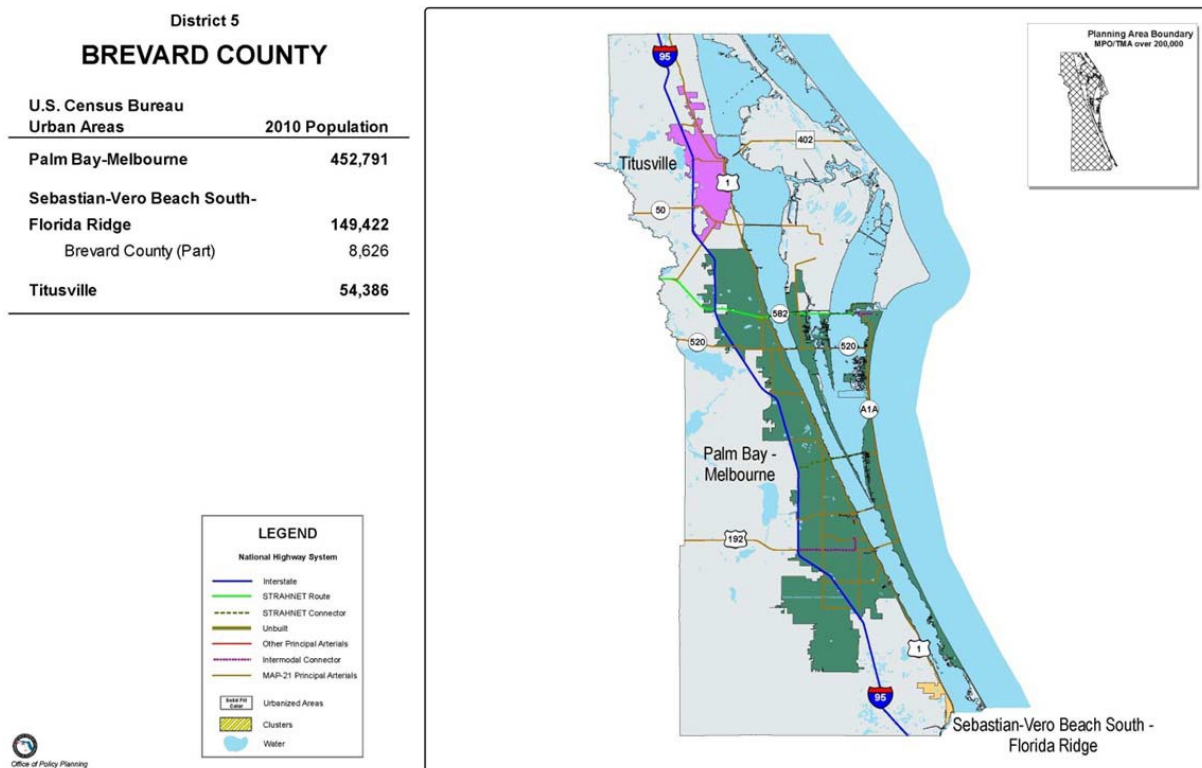 District 5
BREVARD COUNTY
U.S. Census Bureau
Urban Areas 2010 Population
Palm Bay-Melbourne 452,791
Sebastian-Vero Beach South-
Florida Ridge 149,422
Brevard County (Part) 8,626
Titusville 54,386
LEGEND
National Highway System
Interstate
STRAHNET Route
STRAHNET Connector
Unbuilt
Other Principal Arterials
Intermodal Connector
MAP-21 Principal Arterials
Solid Fill
Color
Urbanized Areas
Clusters
Water
Office of Policy Planning
Planning Area Boundary
MPO/TMA over 200,000
95
402
Titusville
1
50
582
520
520
A1A
Palm Bay -
Melbourne
192
1
95
Sebastian-Vero Beach South -
Florida Ridge